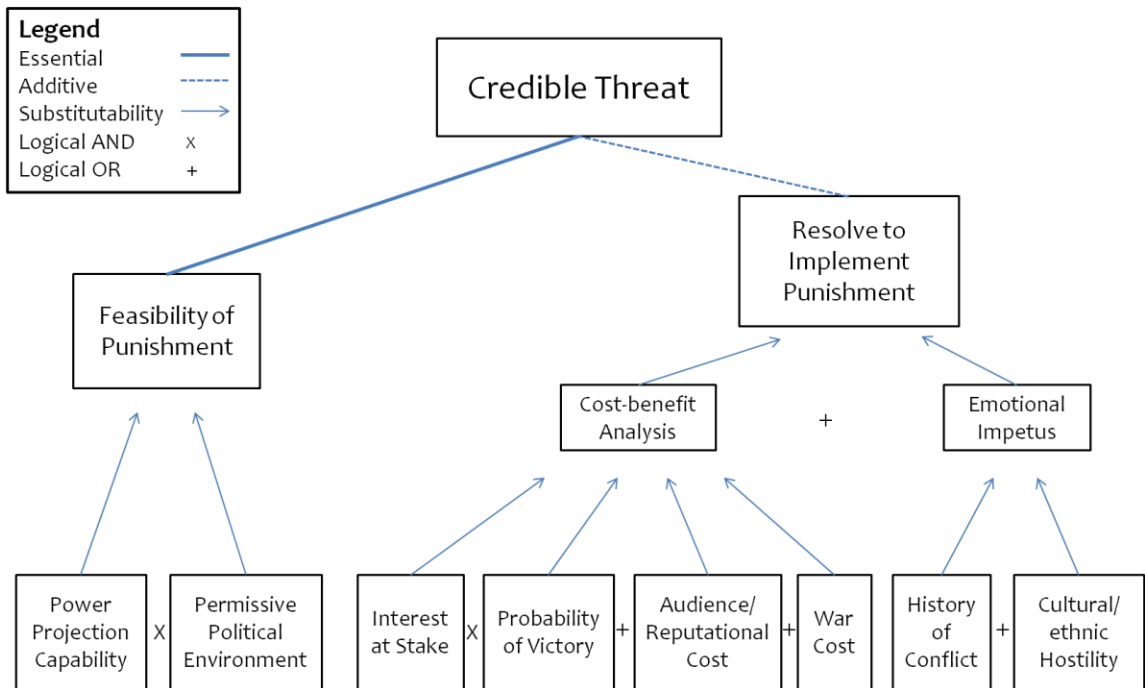 Legend
Essential
Additive
Substitutability
Logical AND x
Logical OR +
Credible Threat
Resolve to
Implement
Punishment
Feasibility of
Punishment
Cost-benefit
Analysis
+
Emotional
Impetus
Power
Projection
Capability
x
Permissive
Political
Environment
Interest
at Stake
x
Probability
of Victory
+
Audience/
Reputational
Cost
+
War
Cost
History
of
Conflict
+
Cultural/
ethnic
Hostility